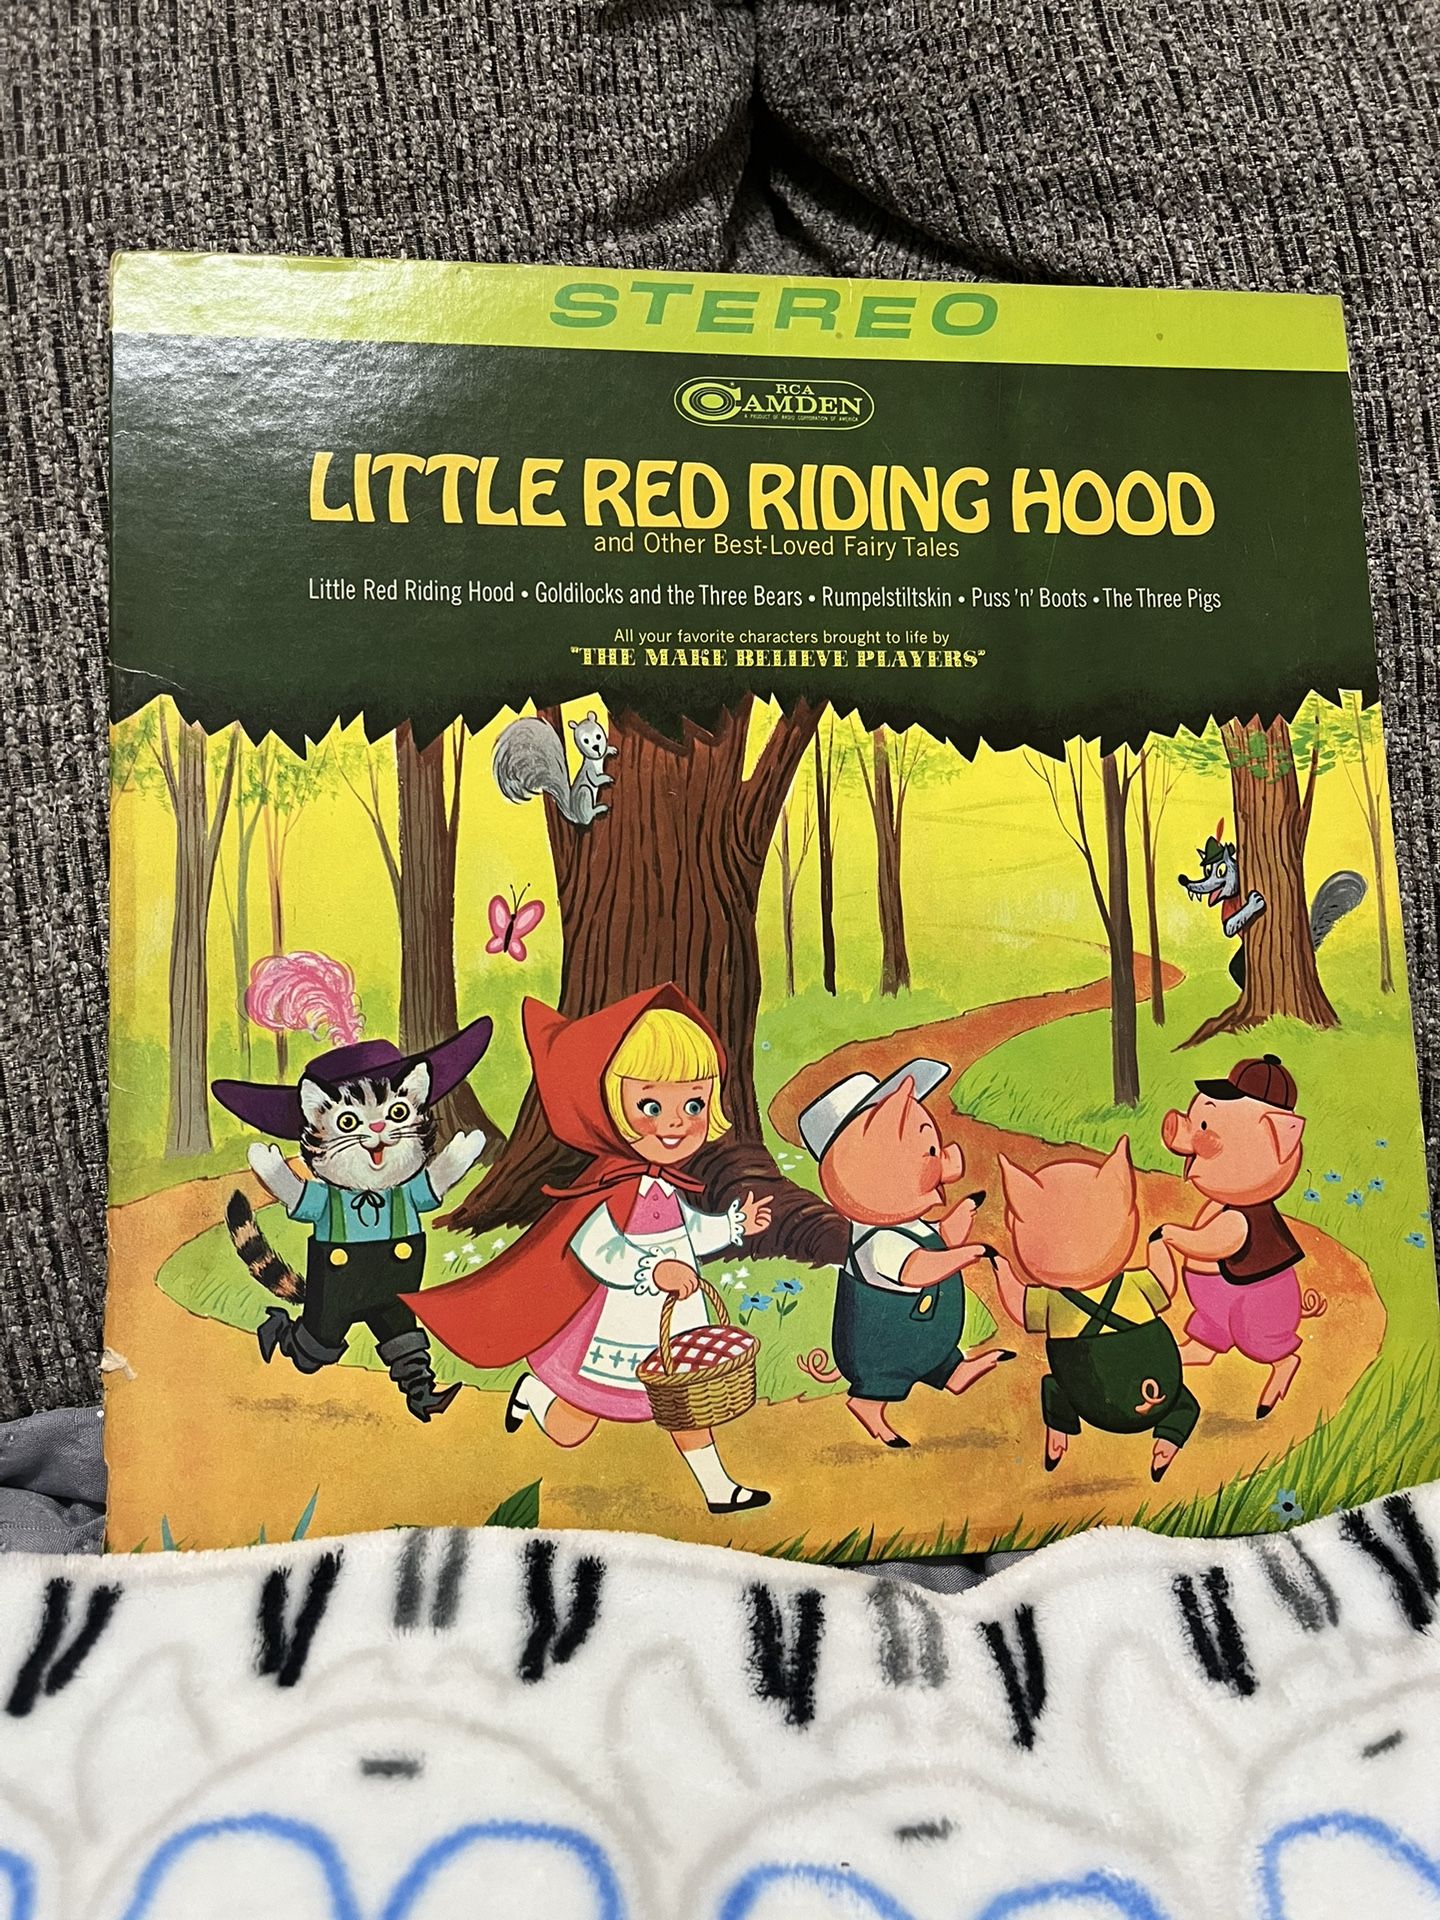 STEREO
RCA
CAMDEN
A PRODUCT OF RADIO CORPORATION OF AMERICA
LITTLE RED RIDING HOOD
and Other Best-Loved Fairy Tales
Little Red Riding Hood • Goldilocks and the Three Bears • Rumpelstiltskin • Puss 'n' Boots • The Three Pigs
All your favorite characters brought to life by
"THE MAKE BELIEVE PLAYERS"